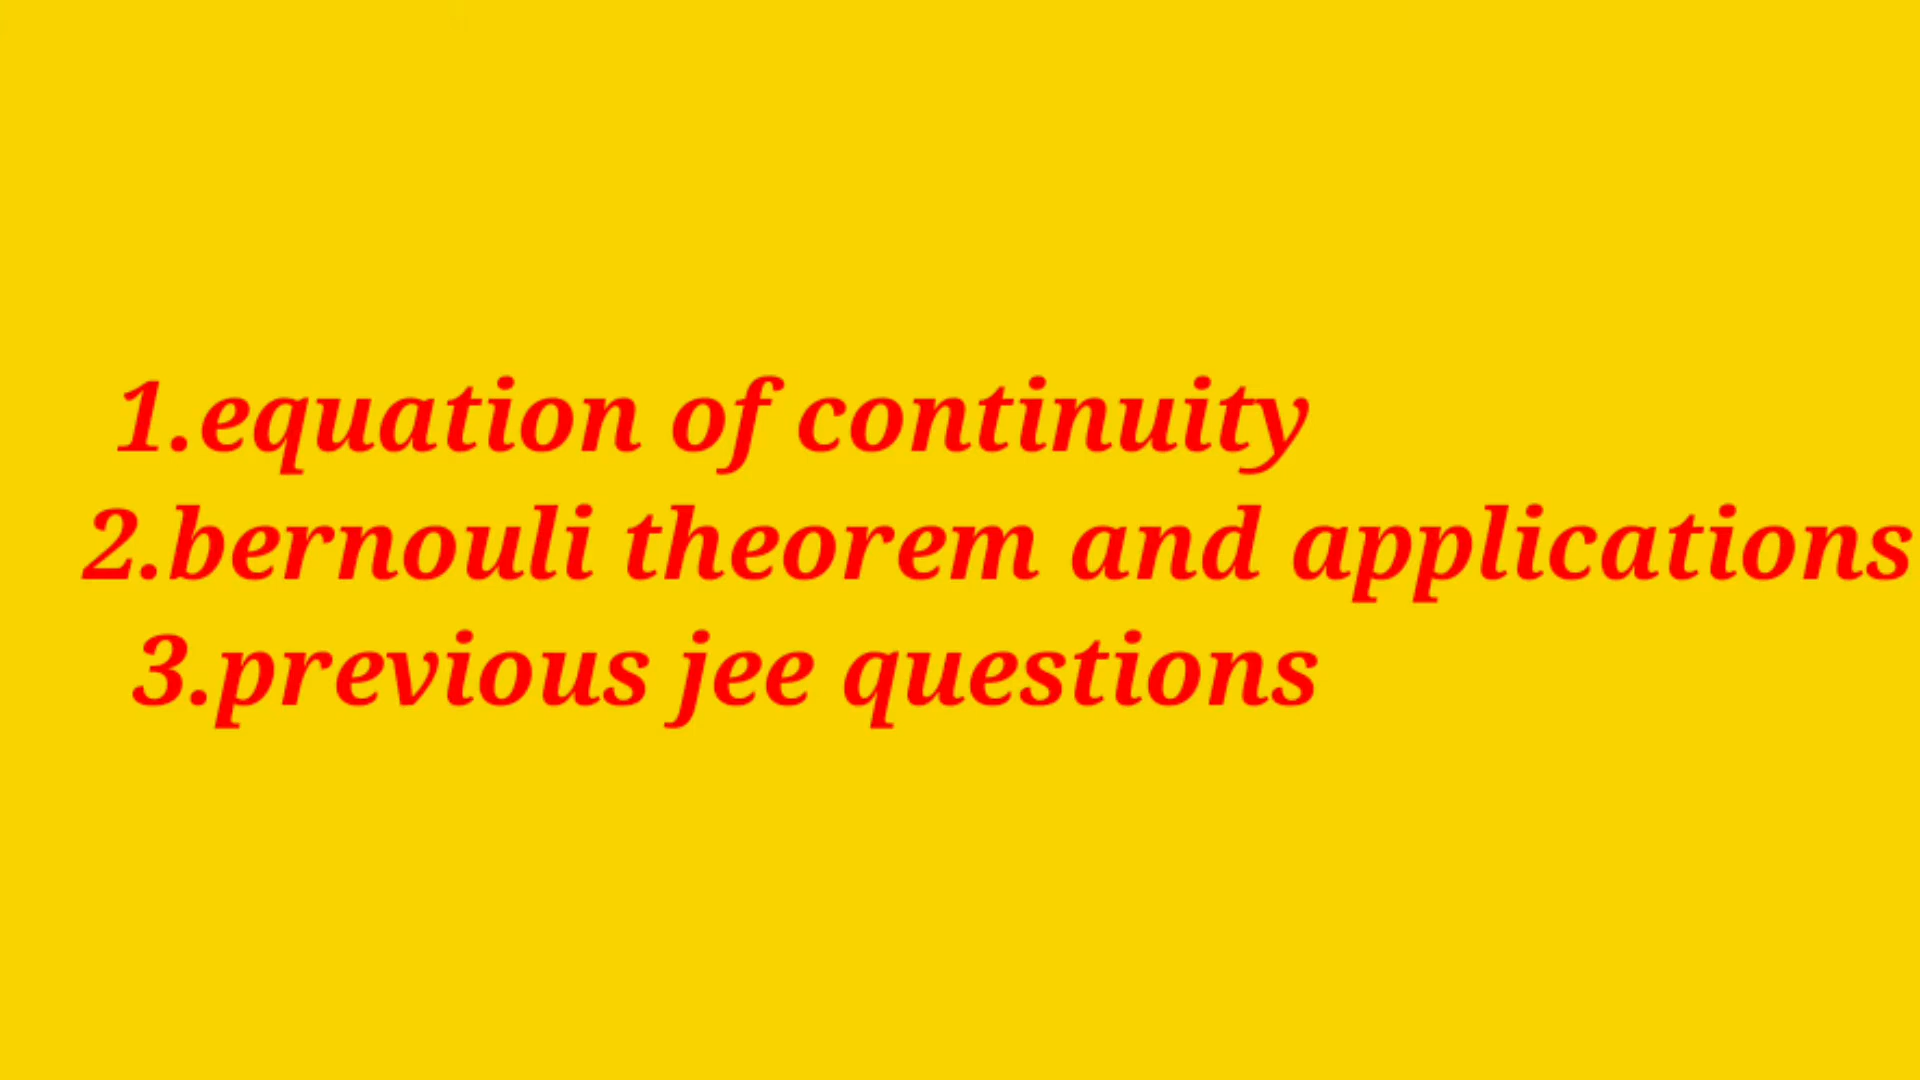 1.equation of continuity
2.bernouli theorem and applications
3.previous jee questions